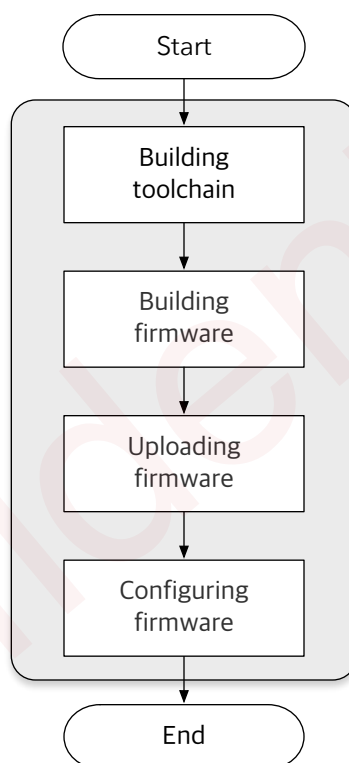 Start
Building
toolchain
Building
firmware
Uploading
firmware
Configuring
firmware
End